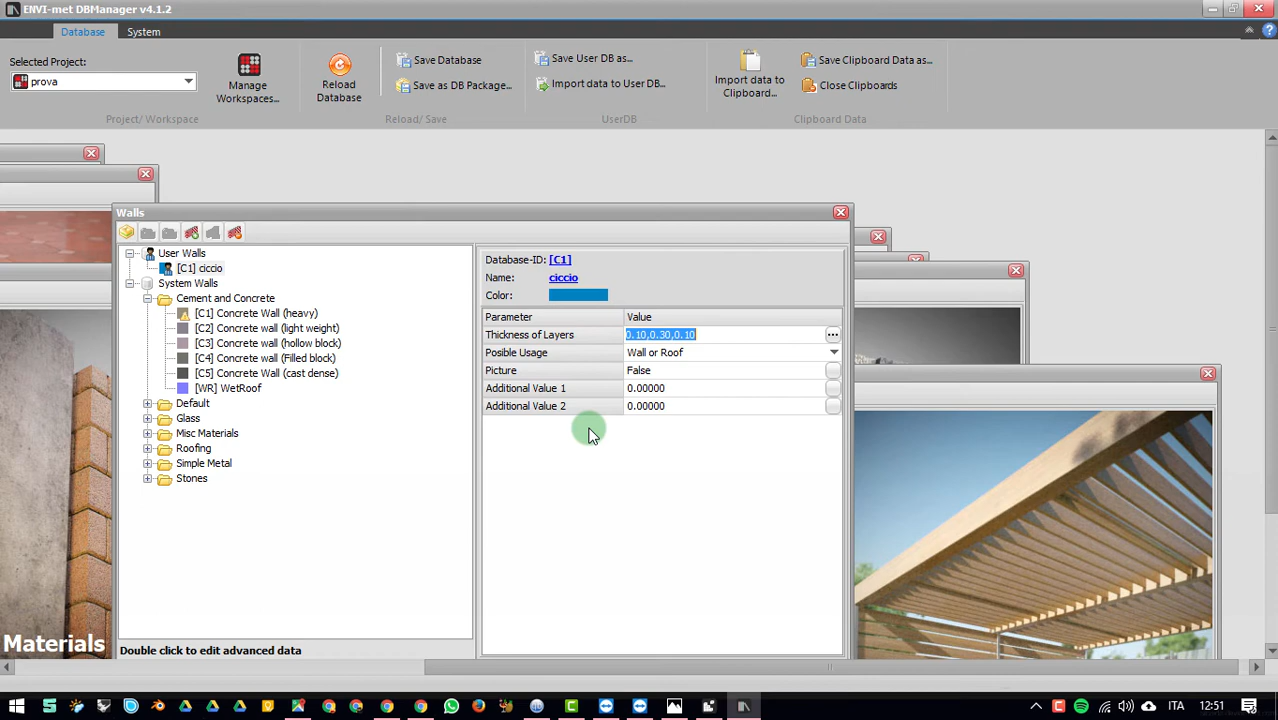 ENVI-met DBManager v4.1.2
Database
System
Selected Project:
prova
Manage
Workspaces...
Reload
Database
Save Database
Save as DB Package...
Save User DB as...
Import data to User DB...
Import data to
Clipboard...
Save Clipboard Data as...
Close Clipboards
Project/ Workspace
Reload/ Save
UserDB
Clipboard Data
Walls
User Walls
[C1] ciccio
System Walls
Cement and Concrete
[C1] Concrete Wall (heavy)
[C2] Concrete wall (light weight)
[C3] Concrete wall (hollow block)
[C4] Concrete wall (Filled block)
[C5] Concrete wall (cast dense)
[WR] WetRoof
Default
Glass
Misc Materials
Roofing
Simple Metal
Stones
Double click to edit advanced data
Database-ID: [C1]
Name: ciccio
Color:
Parameter Value
Thickness of Layers 0.10,0.30,0.10
Posible Usage Wall or Roof
Picture False
Additional Value 1 0.00000
Additional Value 2 0.00000
Materials
ITA 12:51